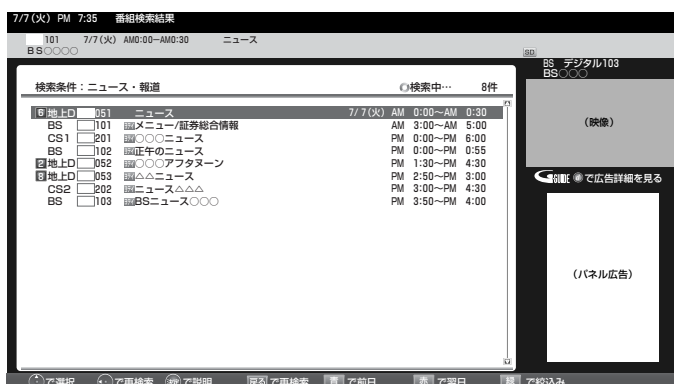 7/7(火) PM 7:35 番組検索結果
101 7/7(火) AM0:00−AM0:30 ニュース
BS○○○○
SD
BS デジタル103
BS○○○
検索条件：ニュース・報道 検索中… 8件
6 地上D 051 ニュース 7/7(火) AM 0:00〜AM 0:30
BS 101 メニュー/証券総合情報 AM 3:00〜AM 5:00
CS1 201 ○○○ニュース PM 0:00〜PM 6:00
BS 102 正午のニュース PM 0:00〜PM 0:55
2 地上D 052 ○○○アフタヌーン PM 1:30〜PM 4:30
8 地上D 053 △△ニュース PM 2:50〜PM 3:00
CS2 202 ニュース△△△ PM 3:00〜PM 4:30
BS 103 BSニュース○○○ PM 3:50〜PM 4:00
（映像）
G GUIDE で広告詳細を見る
（パネル広告）
で選択 で再検索 で説明 戻る で再検索 青 で前日 赤 で翌日 緑 で絞込み